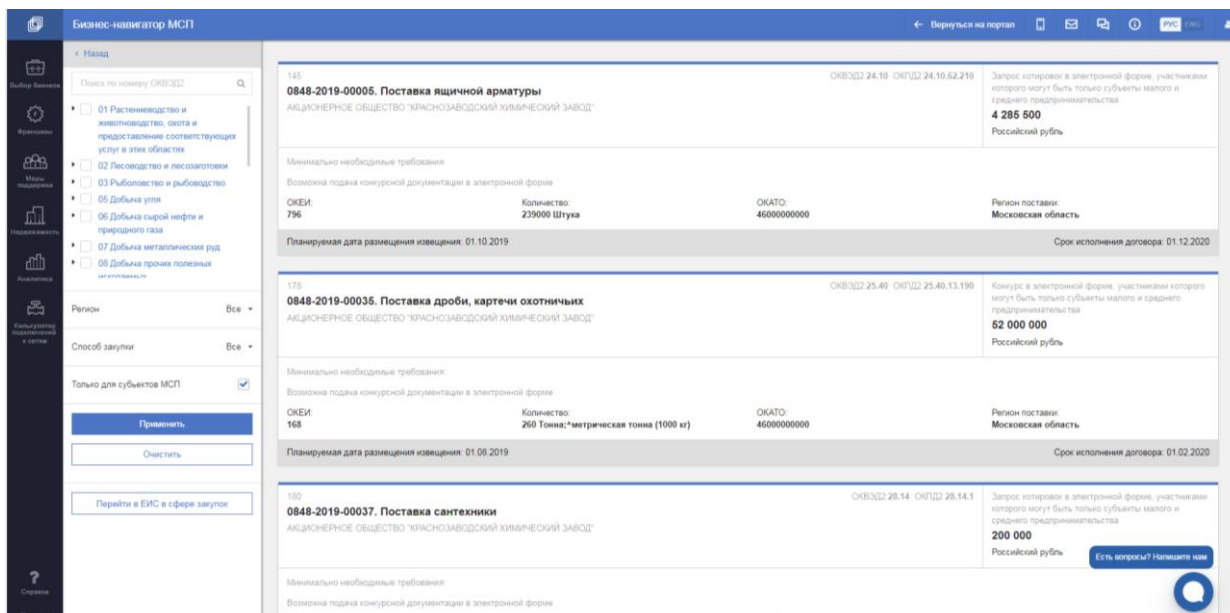 Бизнес-навигатор МСП
← Вернуться на портал
РУС ENG
Выбор бизнеса
Франшизы
Меры
поддержки
Недвижимость
Аналитика
Калькулятор
подключений
к сетям
?
Справка
< Назад
Поиск по номеру ОКВЭД2
01 Растениеводство и
животноводство, охота и
предоставление соответствующих
услуг в этих областях
02 Лесоводство и лесозаготовки
03 Рыболовство и рыбоводство
05 Добыча угля
06 Добыча сырой нефти и
природного газа
07 Добыча металлических руд
08 Добыча прочих полезных
ископаемых
Регион Все
Способ закупки Все
Только для субъектов МСП
Применить
Очистить
Перейти в ЕИС в сфере закупок
145
ОКВЭД2 24.10 ОКПД2 24.10.62.210
0848-2019-00005. Поставка ящичной арматуры
АКЦИОНЕРНОЕ ОБЩЕСТВО "КРАСНОЗАВОДСКИЙ ХИМИЧЕСКИЙ ЗАВОД"
Запрос котировок в электронной форме, участниками
которого могут быть только субъекты малого и
среднего предпринимательства
4 285 500
Российский рубль
Минимально необходимые требования:
Возможна подача конкурсной документации в электронной форме
ОКЕИ: Количество: ОКАТО: Регион поставки:
796 239000 Штука 46000000000 Московская область
Планируемая дата размещения извещения: 01.10.2019 Срок исполнения договора: 01.12.2020
178
ОКВЭД2 25.40 ОКПД2 25.40.13.190
0848-2019-00035. Поставка дроби, картечи охотничьих
АКЦИОНЕРНОЕ ОБЩЕСТВО "КРАСНОЗАВОДСКИЙ ХИМИЧЕСКИЙ ЗАВОД"
Конкурс в электронной форме, участниками которого
могут быть только субъекты малого и среднего
предпринимательства
52 000 000
Российский рубль
Минимально необходимые требования:
Возможна подача конкурсной документации в электронной форме
ОКЕИ: Количество: ОКАТО: Регион поставки:
168 260 Тонна;^метрическая тонна (1000 кг) 46000000000 Московская область
Планируемая дата размещения извещения: 01.08.2019 Срок исполнения договора: 01.02.2020
180
ОКВЭД2 28.14 ОКПД2 28.14.1
0848-2019-00037. Поставка сантехники
АКЦИОНЕРНОЕ ОБЩЕСТВО "КРАСНОЗАВОДСКИЙ ХИМИЧЕСКИЙ ЗАВОД"
Запрос котировок в электронной форме, участниками
которого могут быть только субъекты малого и
среднего предпринимательства
200 000
Российский рубль
Есть вопросы? Напишите нам
Минимально необходимые требования:
Возможна подача конкурсной документации в электронной форме